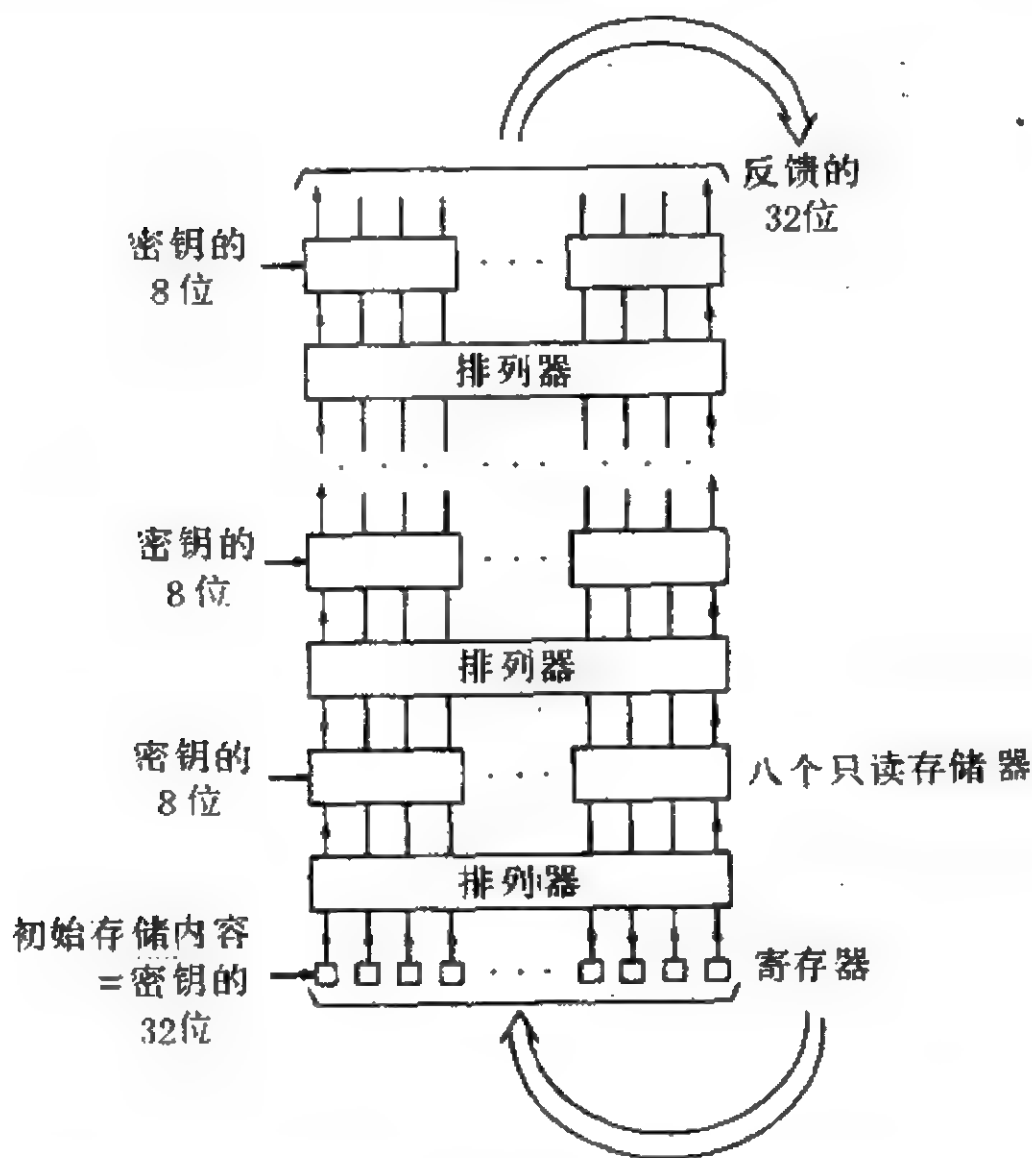 反馈的
32位
密钥的
8位
排列器
密钥的
8位
排列器
密钥的
8位
八个只读存储器
排列器
初始存储内容
=密钥的
32位
寄存器